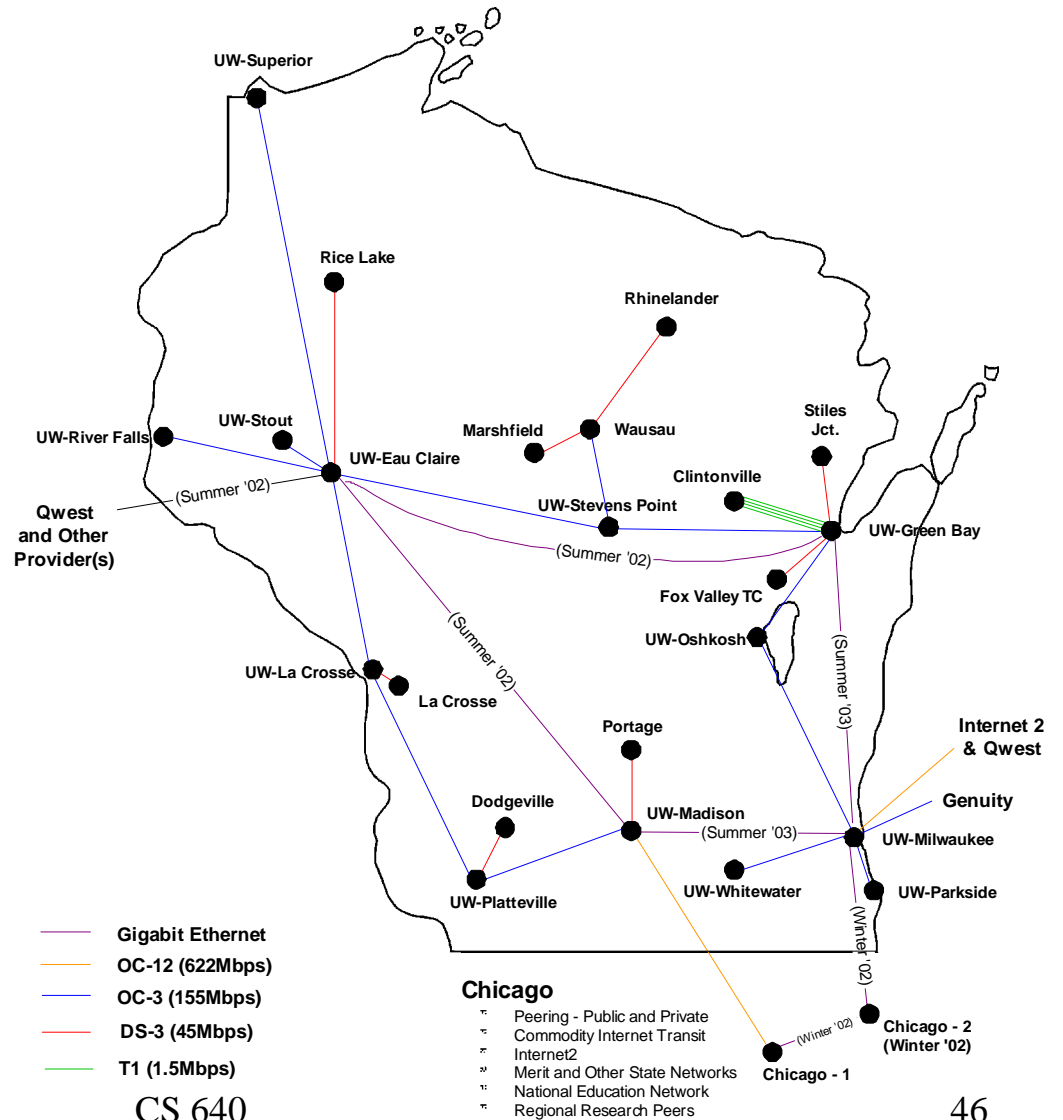 UW-Superior
Rice Lake
Rhinelander
UW-River Falls
UW-Stout
Marshfield
Wausau
Stiles
Jct.
UW-Eau Claire
Clintonville
(Summer '02)
Qwest
and Other
Provider(s)
UW-Stevens Point
UW-Green Bay
(Summer '02)
Fox Valley TC
(Summer '02)
UW-Oshkosh
(Summer '03)
UW-La Crosse
La Crosse
Portage
Internet 2
& Qwest
Dodgeville
Genuity
UW-Madison
(Summer '03)
UW-Milwaukee
UW-Platteville
UW-Whitewater
UW-Parkside
(Winter '02)
Gigabit Ethernet
OC-12 (622Mbps)
OC-3 (155Mbps)
DS-3 (45Mbps)
T1 (1.5Mbps)
Chicago
Peering - Public and Private
Commodity Internet Transit
Internet2
Merit and Other State Networks
National Education Network
Regional Research Peers
(Winter '02)
Chicago - 1
Chicago - 2
(Winter '02)
CS 640
46